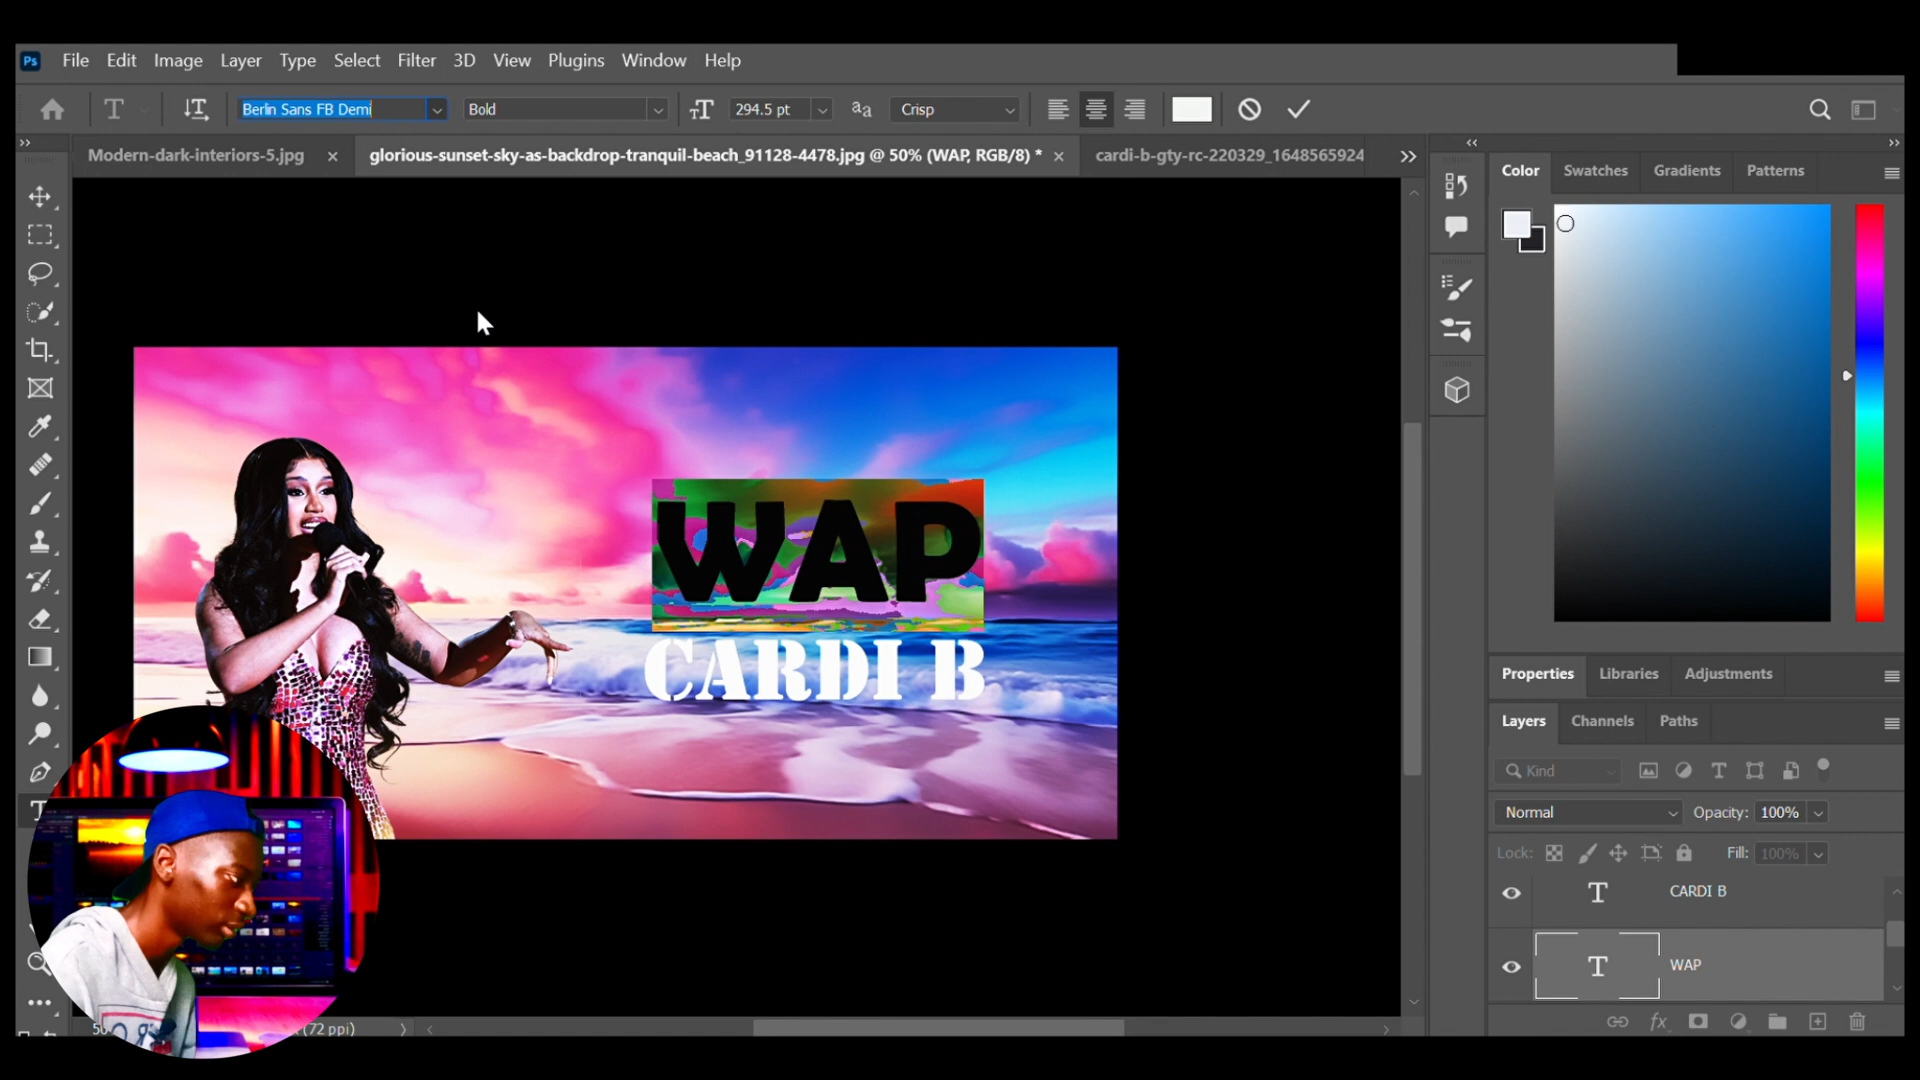 Ps File Edit Image Layer Type Select Filter 3D View Plugins Window Help
T Berlin Sans FB Demi Bold 294.5 pt aa Crisp
Modern-dark-interiors-5.jpg × glorious-sunset-sky-as-backdrop-tranquil-beach_91128-4478.jpg @ 50% (WAP, RGB/8) * × cardi-b-gty-rc-220329_1648565924
Color Swatches Gradients Patterns
WAP
CARDI B
Properties Libraries Adjustments
Layers Channels Paths
Kind
Normal Opacity: 100%
Lock: Fill: 100%
T CARDI B
T WAP
(72 ppi)
fx